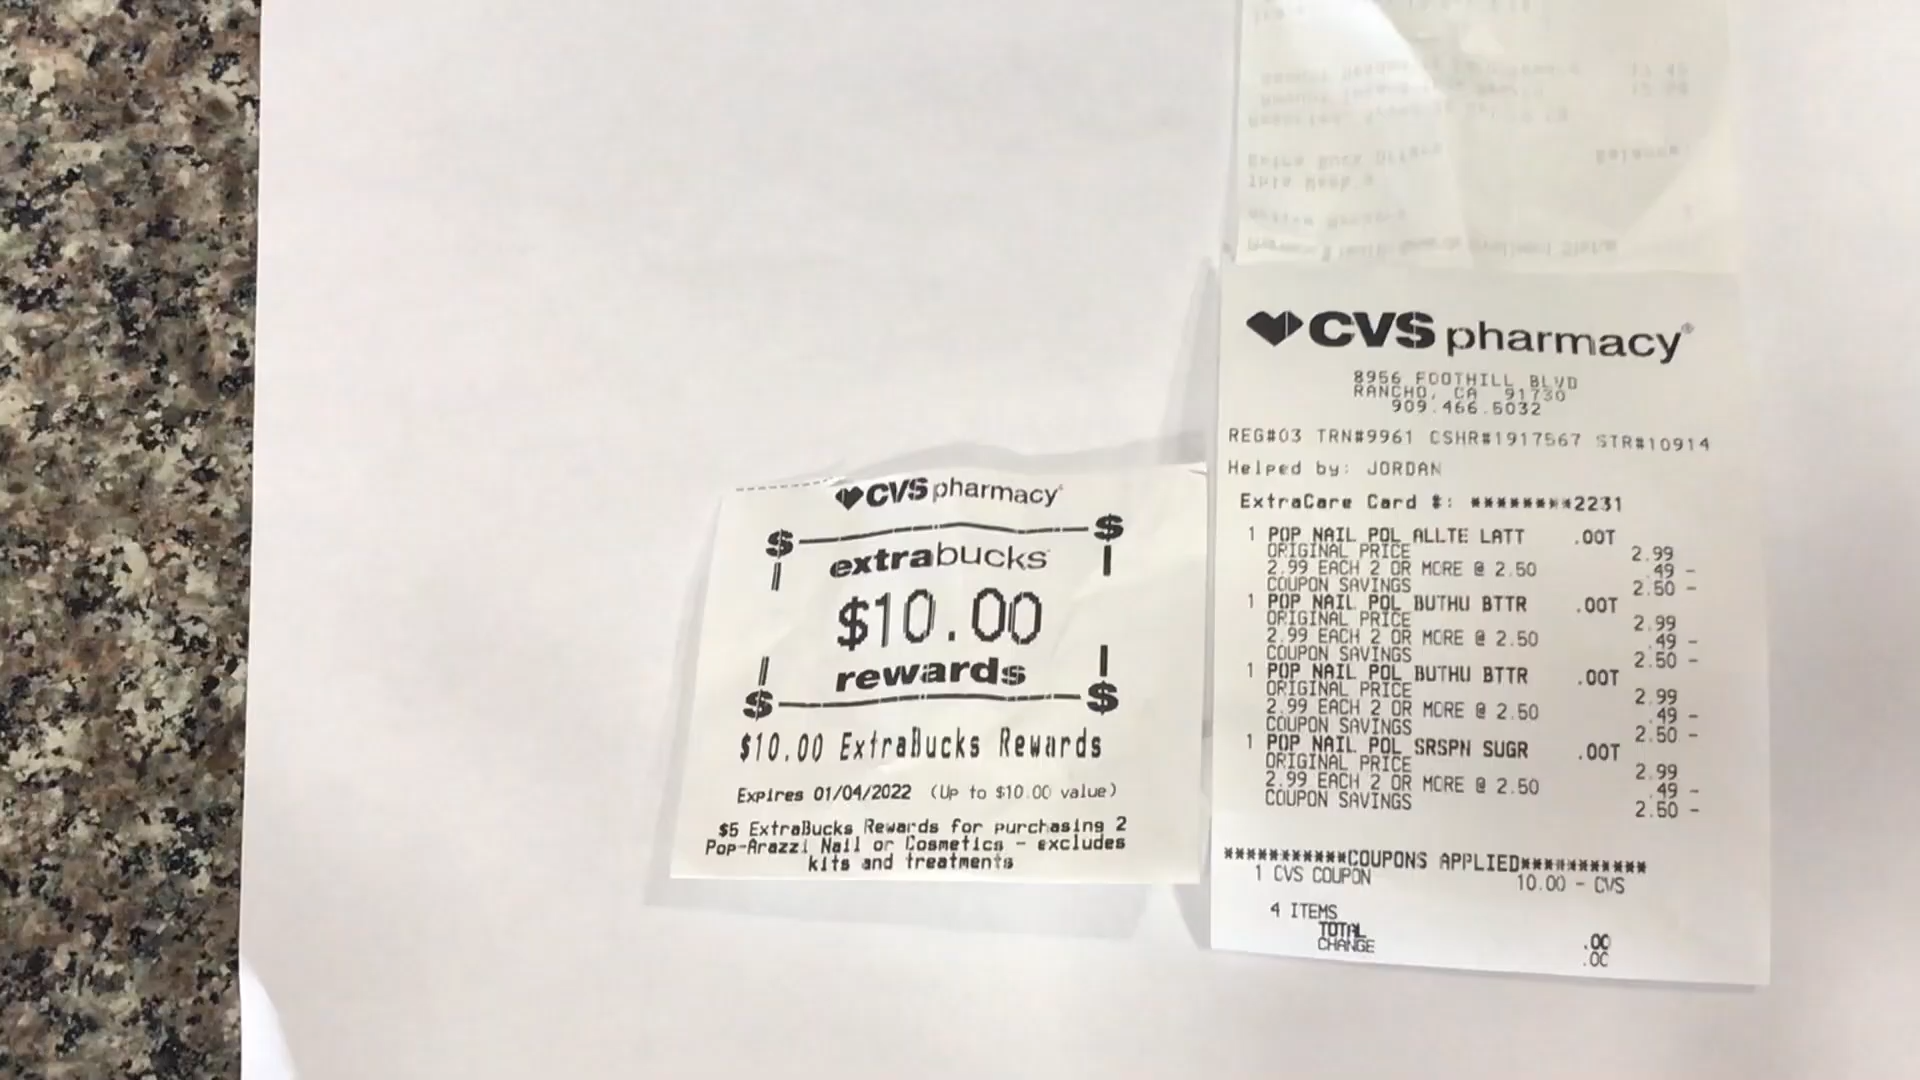 CVS pharmacy
$ $
extrabucks
$10.00
rewards
$ $
$10.00 ExtraBucks Rewards
Expires 01/04/2022 (Up to $10.00 value)
$5 ExtraBucks Rewards for purchasing 2
Pop-Arazzi Nail or Cosmetics - excludes
kits and treatments
CVS pharmacy®
8956 FOOTHILL BLVD
RANCHO, CA 91730
909.466.5032
REG#03 TRN#9961 CSHR#1917567 STR#10914
Helped by: JORDAN
ExtraCare Card #: ********2231
1 POP NAIL POL ALLTE LATT .00T
ORIGINAL PRICE 2.99
2.99 EACH 2 OR MORE @ 2.50 .49 -
COUPON SAVINGS 2.50 -
1 POP NAIL POL BUTHU BTTR .00T
ORIGINAL PRICE 2.99
2.99 EACH 2 OR MORE @ 2.50 .49 -
COUPON SAVINGS 2.50 -
1 POP NAIL POL BUTHU BTTR .00T
ORIGINAL PRICE 2.99
2.99 EACH 2 OR MORE @ 2.50 .49 -
COUPON SAVINGS 2.50 -
1 POP NAIL POL SRSPN SUGR .00T
ORIGINAL PRICE 2.99
2.99 EACH 2 OR MORE @ 2.50 .49 -
COUPON SAVINGS 2.50 -
***********COUPONS APPLIED***********
1 CVS COUPON 10.00 - CVS
4 ITEMS
TOTAL .00
CHANGE .00